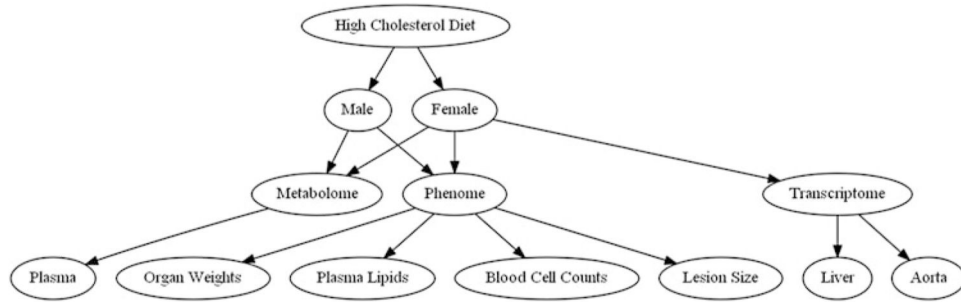 High Cholesterol Diet
Male Female
Metabolome Phenome Transcriptome
Plasma Organ Weights Plasma Lipids Blood Cell Counts Lesion Size Liver Aorta